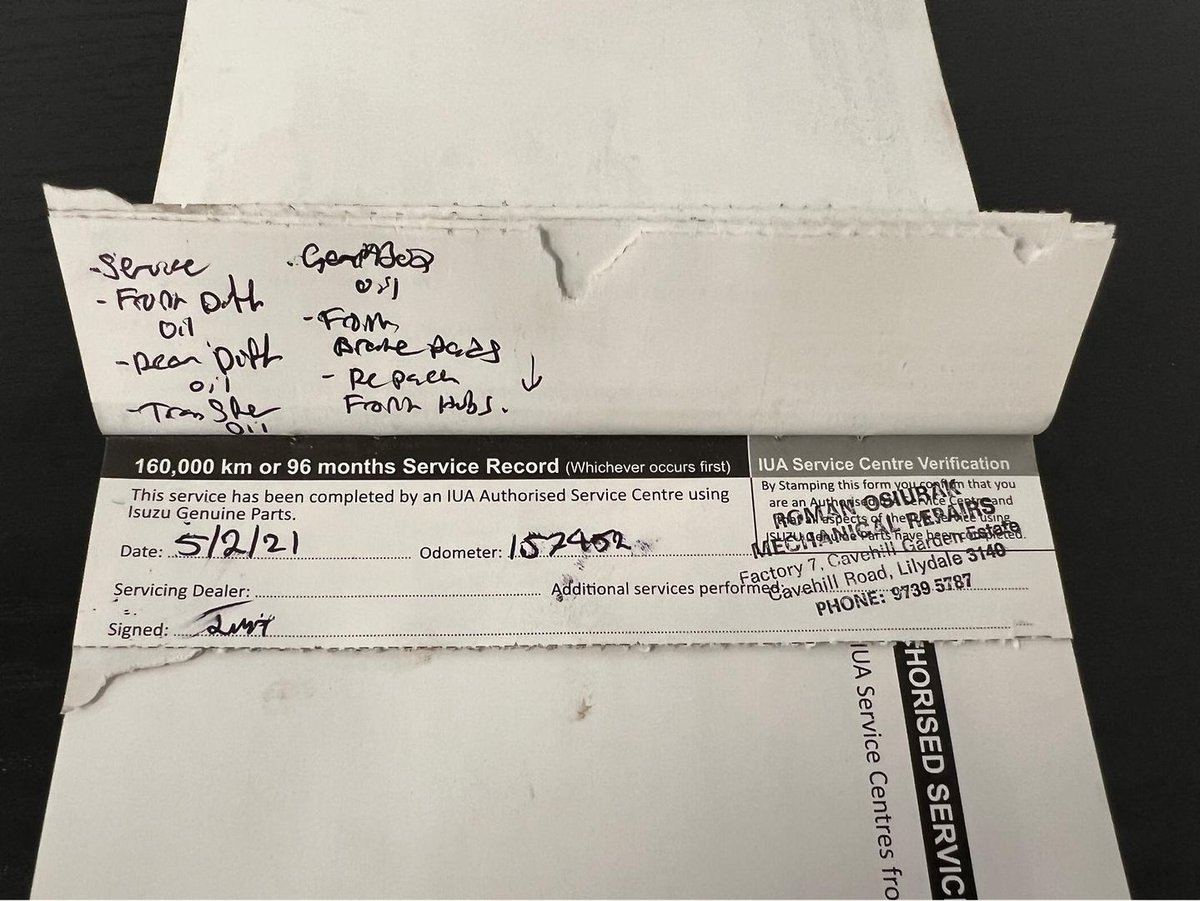 - Service
- Front Diff
oil
- Rear Diff
oil
- Transfer
oil
- Gearbox
oil
- Front
Brake pads
- Repack
Front Hubs.
160,000 km or 96 months Service Record (Whichever occurs first)
This service has been completed by an IUA Authorised Service Centre using
Isuzu Genuine Parts.
Date: 5/2/21 Odometer: 157452
Servicing Dealer: Additional services performed:
Signed:
IUA Service Centre Verification
By Stamping this form you confirm that you
are an Authorised Service Centre and
that all aspects of the service using
ISUZU Genuine Parts have been completed.
ROMAN OSIURAK
MECHANICAL REPAIRS
Factory 7, Cavehill Garden Estate
Cavehill Road, Lilydale 3140
PHONE: 9739 5787
HORISED SERVIC
IUA Service Centres fro